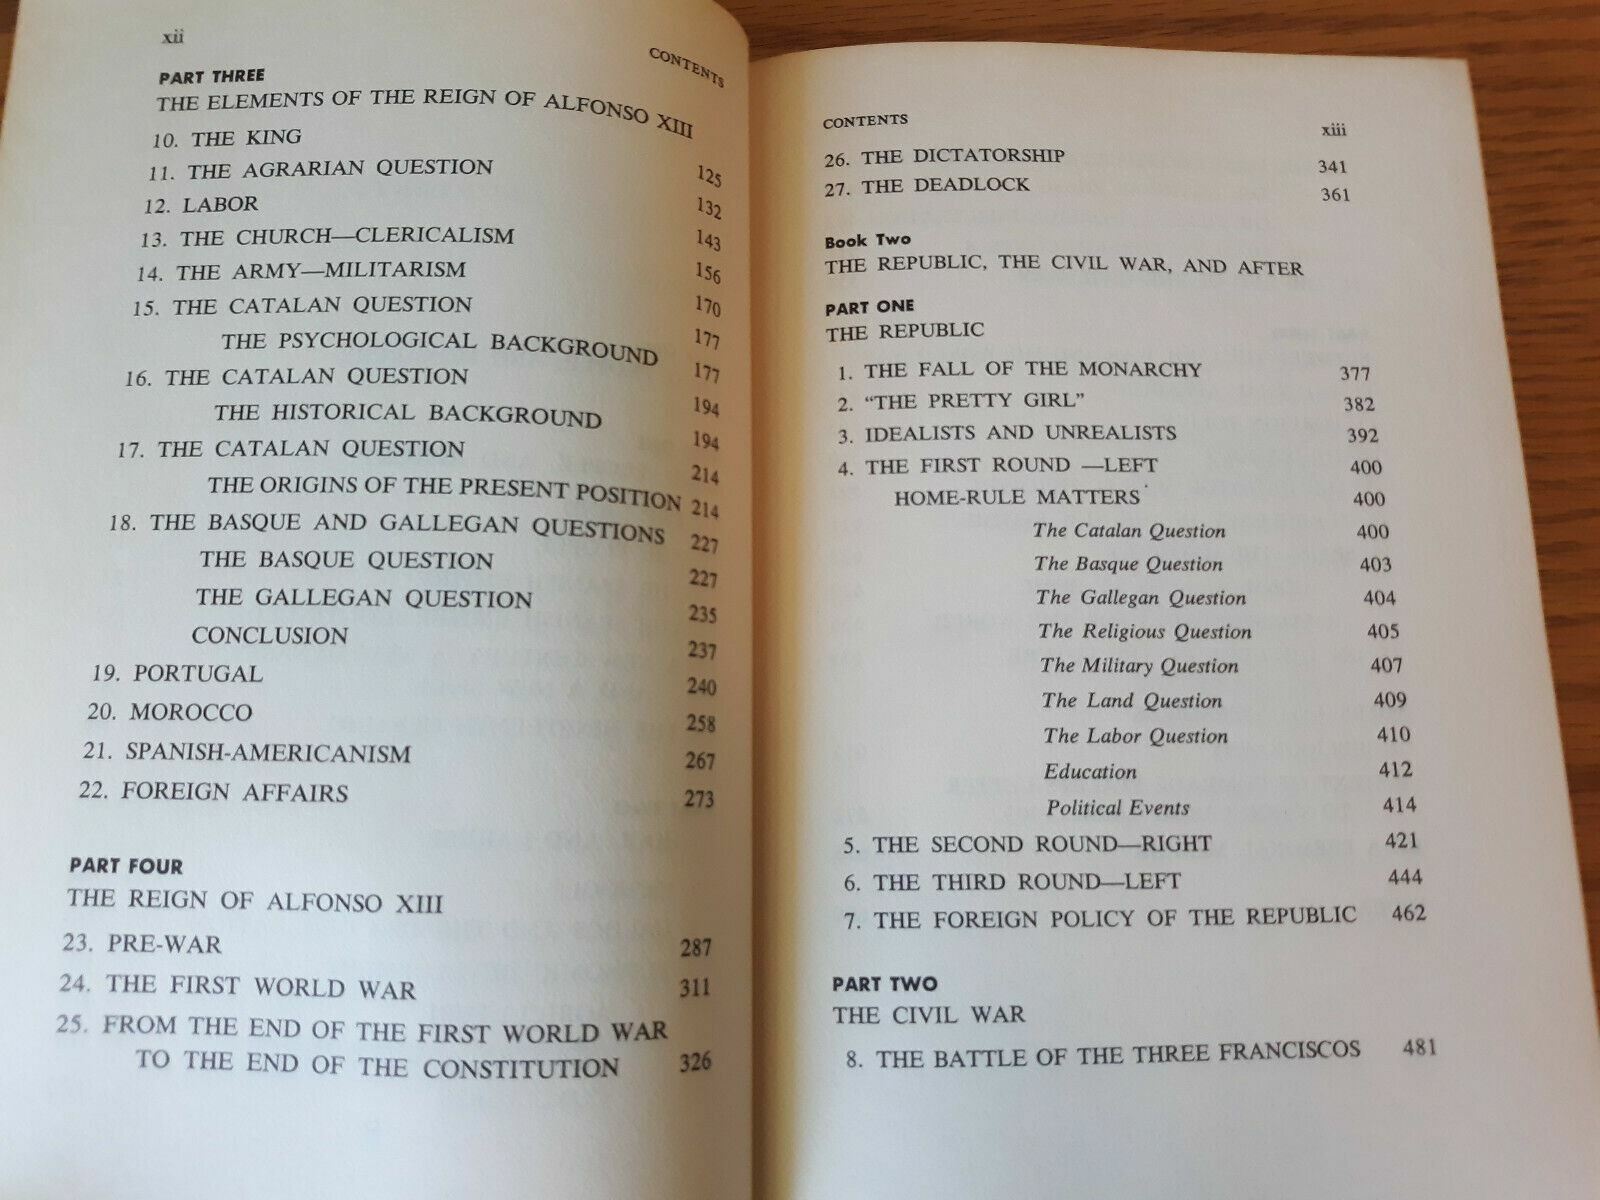 xii
CONTENTS
PART THREE
THE ELEMENTS OF THE REIGN OF ALFONSO XIII
10. THE KING 125
11. THE AGRARIAN QUESTION 132
12. LABOR 143
13. THE CHURCH—CLERICALISM 156
14. THE ARMY—MILITARISM 170
15. THE CATALAN QUESTION 177
THE PSYCHOLOGICAL BACKGROUND 177
16. THE CATALAN QUESTION 194
THE HISTORICAL BACKGROUND 194
17. THE CATALAN QUESTION 214
THE ORIGINS OF THE PRESENT POSITION 214
18. THE BASQUE AND GALLEGAN QUESTIONS 227
THE BASQUE QUESTION 227
THE GALLEGAN QUESTION 235
CONCLUSION 237
19. PORTUGAL 240
20. MOROCCO 258
21. SPANISH-AMERICANISM 267
22. FOREIGN AFFAIRS 273
PART FOUR
THE REIGN OF ALFONSO XIII
23. PRE-WAR 287
24. THE FIRST WORLD WAR 311
25. FROM THE END OF THE FIRST WORLD WAR
TO THE END OF THE CONSTITUTION 326
CONTENTS
xiii
26. THE DICTATORSHIP 341
27. THE DEADLOCK 361
Book Two
THE REPUBLIC, THE CIVIL WAR, AND AFTER
PART ONE
THE REPUBLIC
1. THE FALL OF THE MONARCHY 377
2. “THE PRETTY GIRL” 382
3. IDEALISTS AND UNREALISTS 392
4. THE FIRST ROUND —LEFT 400
HOME-RULE MATTERS 400
The Catalan Question 400
The Basque Question 403
The Gallegan Question 404
The Religious Question 405
The Military Question 407
The Land Question 409
The Labor Question 410
Education 412
Political Events 414
5. THE SECOND ROUND—RIGHT 421
6. THE THIRD ROUND—LEFT 444
7. THE FOREIGN POLICY OF THE REPUBLIC 462
PART TWO
THE CIVIL WAR
8. THE BATTLE OF THE THREE FRANCISCOS 481